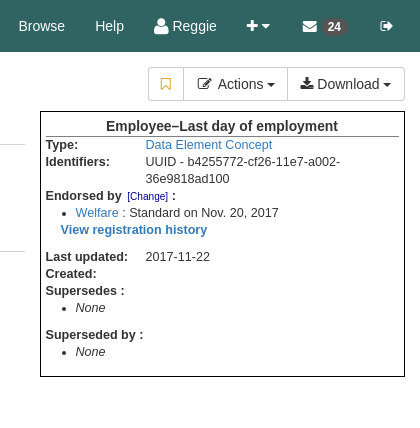 Browse Help Reggie 24
Actions Download
Employee–Last day of employment
Type: Data Element Concept
Identifiers: UUID - b4255772-cf26-11e7-a002-
36e9818ad100
Endorsed by [Change] :
• Welfare : Standard on Nov. 20, 2017
View registration history
Last updated: 2017-11-22
Created:
Supersedes :
• None
Superseded by :
• None